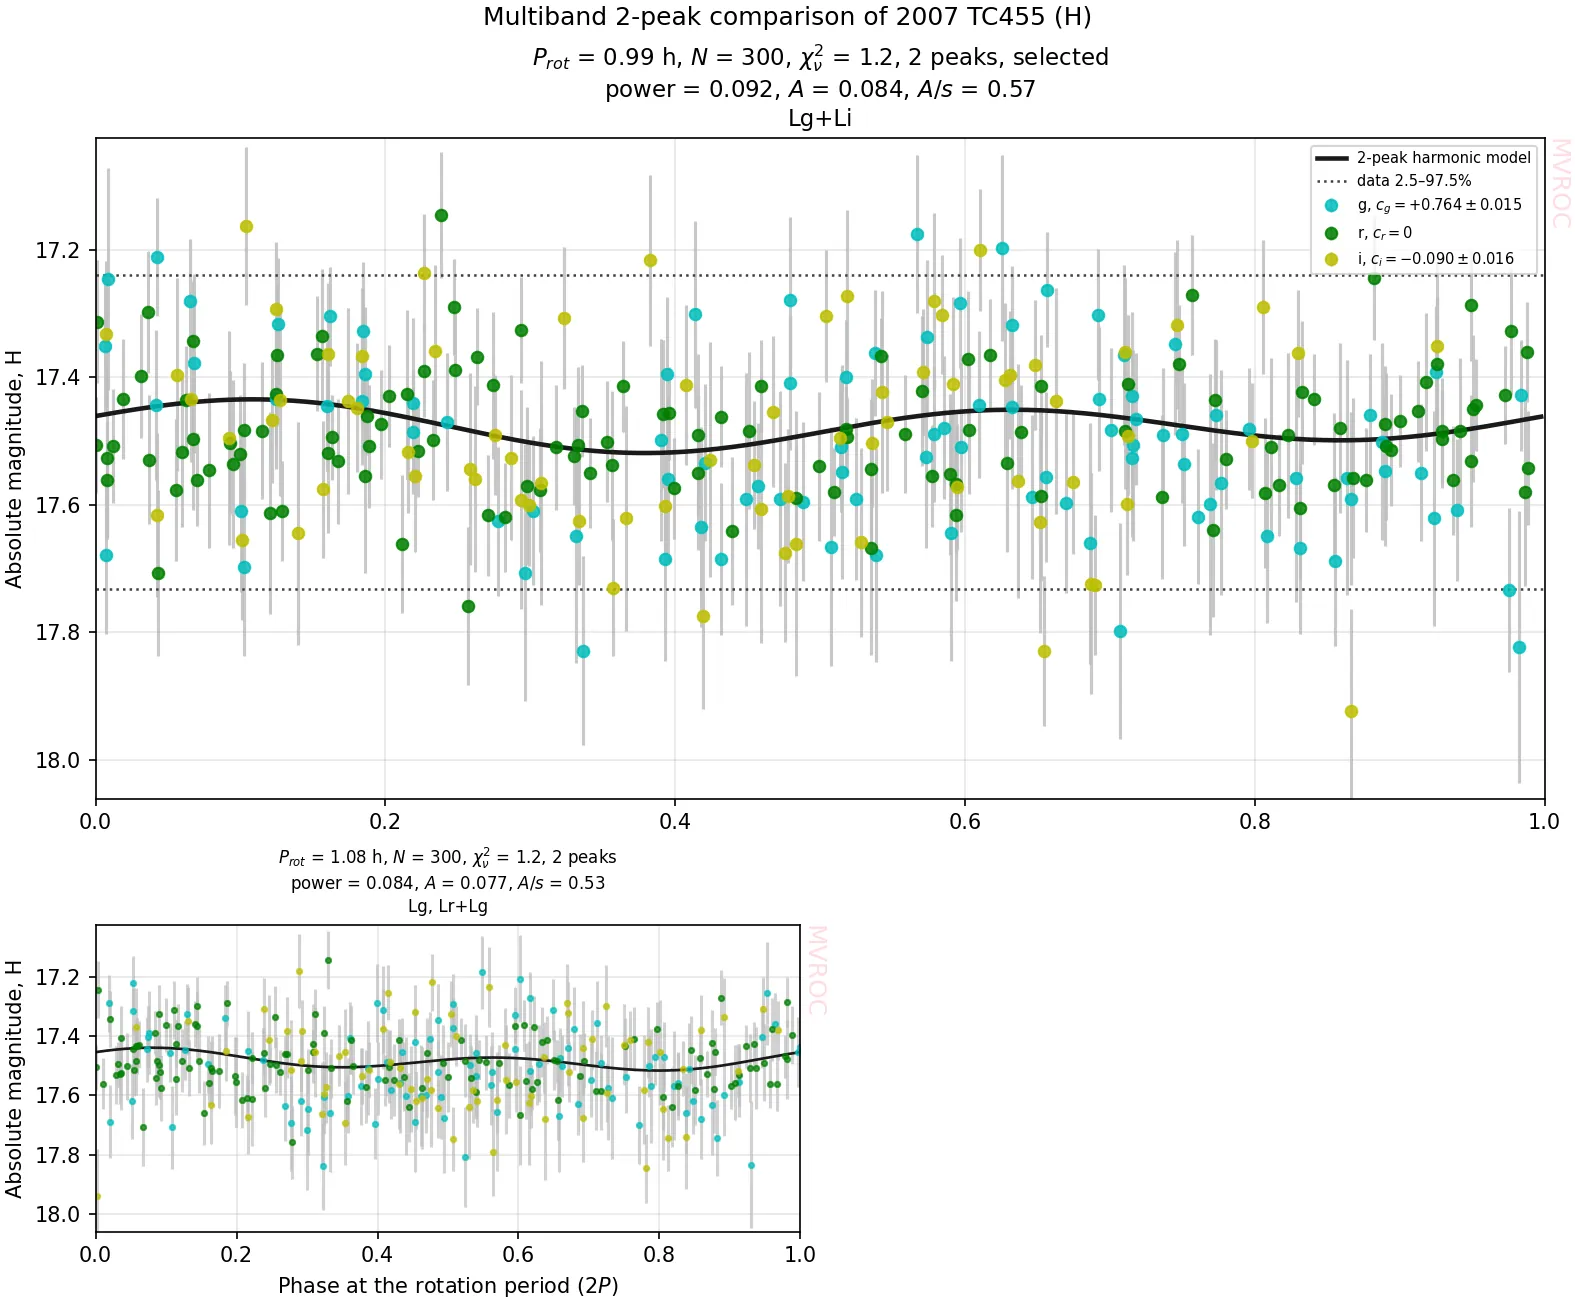 Multiband 2-peak comparison of 2007 TC455 (H)
P_rot = 0.99 h, N = 300, χ²_ν = 1.2, 2 peaks, selected
power = 0.092, A = 0.084, A/s = 0.57
Lg+Li
2-peak harmonic model
data 2.5–97.5%
g, c_g = +0.764 ± 0.015
r, c_r = 0
i, c_i = −0.090 ± 0.016
MVROC
Absolute magnitude, H
17.2
17.4
17.6
17.8
18.0
0.0 0.2 0.4 0.6 0.8 1.0
P_rot = 1.08 h, N = 300, χ²_ν = 1.2, 2 peaks
power = 0.084, A = 0.077, A/s = 0.53
Lg, Lr+Lg
MVROC
Absolute magnitude, H
17.2
17.4
17.6
17.8
18.0
0.0 0.2 0.4 0.6 0.8 1.0
Phase at the rotation period (2P)